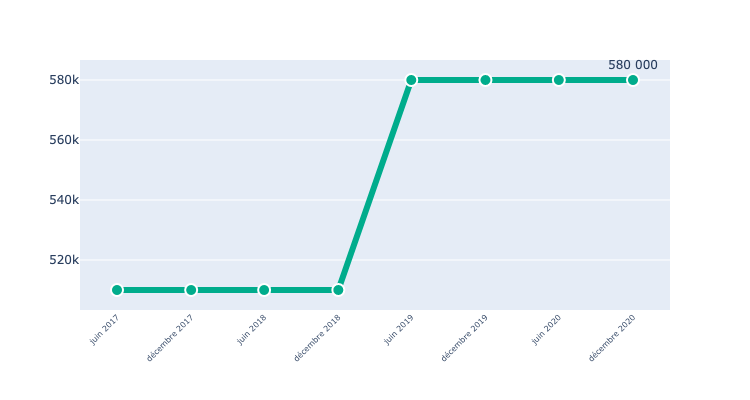 580 000
580k
560k
540k
520k
juin 2017
décembre 2017
juin 2018
décembre 2018
juin 2019
décembre 2019
juin 2020
décembre 2020